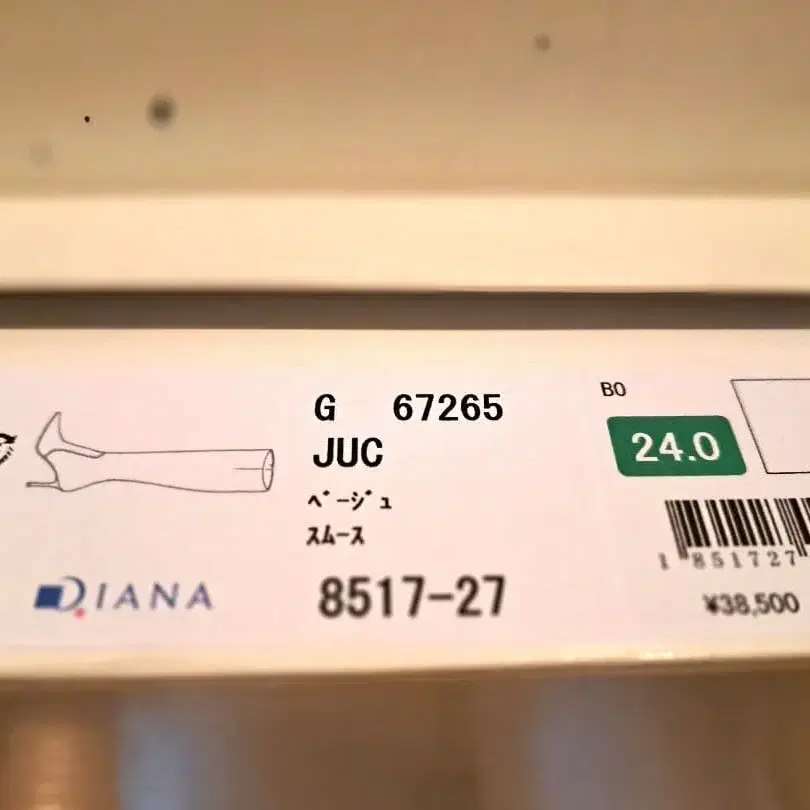 G 67265
JUC
ﾍﾞｰｼﾞｭ
ｽﾑｰｽ
8517-27
DIANA
BO
24.0
1 851727
¥38,500